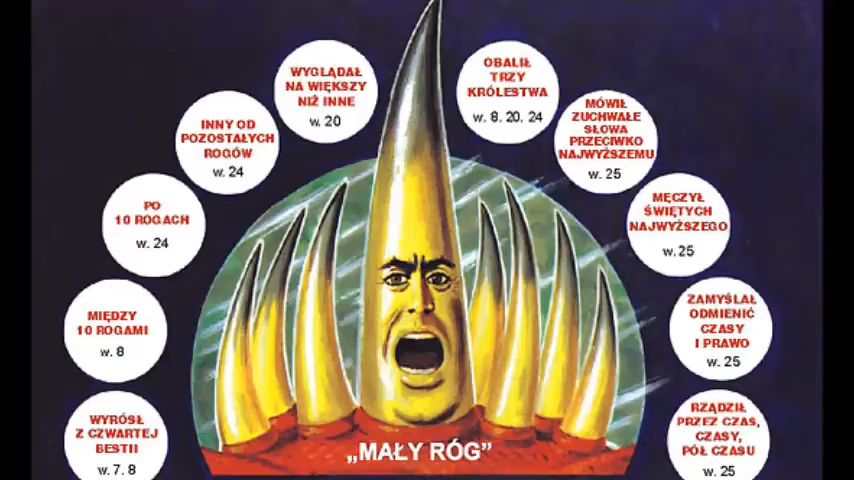 WYGLĄDAŁ
NA WIĘKSZY
NIŻ INNE
w. 20
OBALIŁ
TRZY
KRÓLESTWA
w. 8, 20, 24
INNY OD
POZOSTAŁYCH
ROGÓW
w. 24
MÓWIŁ
ZUCHWAŁE
SŁOWA
PRZECIWKO
NAJWYŻSZEMU
w. 25
PO
10 ROGACH
w. 24
MĘCZYŁ
ŚWIĘTYCH
NAJWYŻSZEGO
w. 25
MIĘDZY
10 ROGAMI
w. 8
ZAMYŚLAŁ
ODMIENIĆ
CZASY
I PRAWO
w. 25
WYRÓSŁ
Z CZWARTEJ
BESTII
w. 7. 8
RZĄDZIŁ
PRZEZ CZAS,
CZASY,
PÓŁ CZASU
w. 25
„MAŁY RÓG”